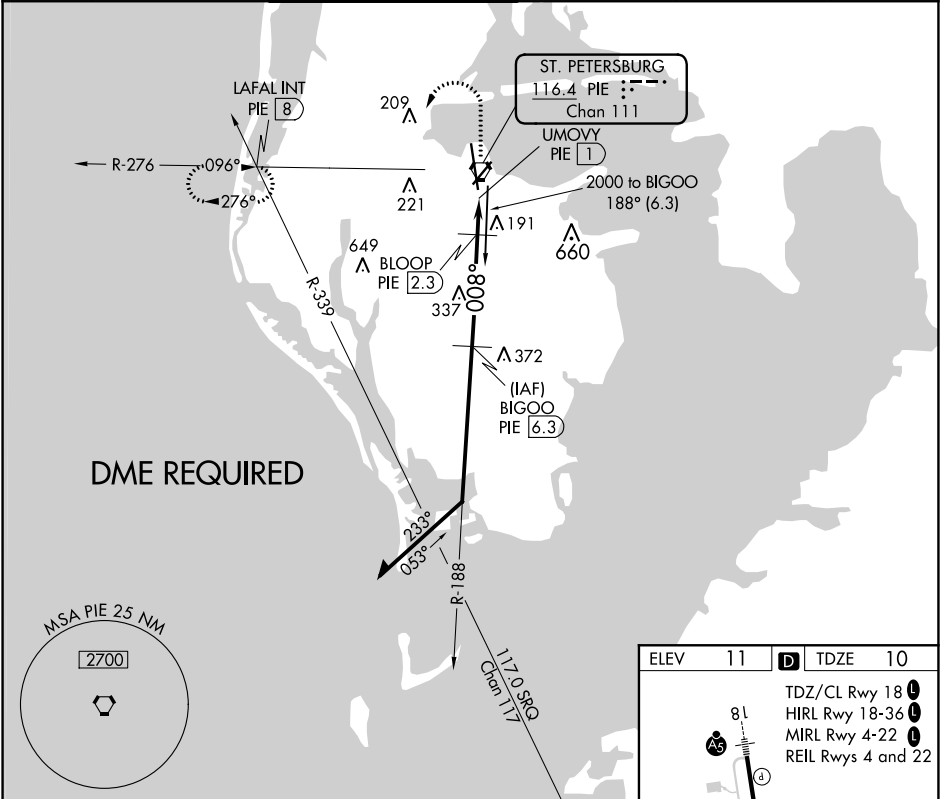 ST. PETERSBURG
116.4 PIE
Chan 111
LAFAL INT
PIE 8
209
UMOVY
PIE 1
R-276
096°
276°
221
2000 to BIGOO
188° (6.3)
191
660
649
BLOOP
PIE 2.3
008°
337
R-339
372
(IAF)
BIGOO
PIE 6.3
DME REQUIRED
233°
053°
R-188
117.0 SRQ
Chan 117
MSA PIE 25 NM
2700
ELEV 11 D TDZE 10
TDZ/CL Rwy 18 L
HIRL Rwy 18-36 L
MIRL Rwy 4-22 L
REIL Rwys 4 and 22
18
A5
P